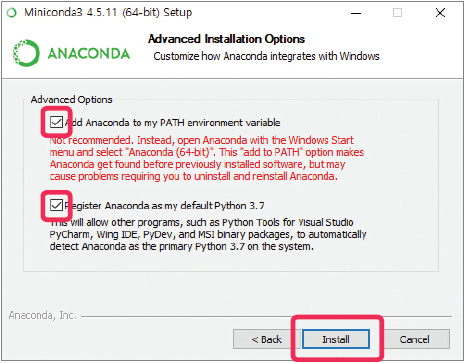 Miniconda3 4.5.11 (64-bit) Setup
Advanced Installation Options
Customize how Anaconda integrates with Windows
ANACONDA
Advanced Options
Add Anaconda to my PATH environment variable
Not recommended. Instead, open Anaconda with the Windows Start
menu and select "Anaconda (64-bit)". This "add to PATH" option makes
Anaconda get found before previously installed software, but may
cause problems requiring you to uninstall and reinstall Anaconda.
Register Anaconda as my default Python 3.7
This will allow other programs, such as Python Tools for Visual Studio
PyCharm, Wing IDE, PyDev, and MSI binary packages, to automatically
detect Anaconda as the primary Python 3.7 on the system.
Anaconda, Inc.
< Back
Install
Cancel